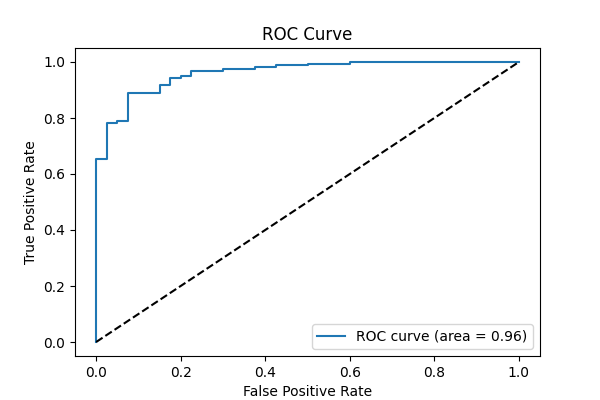 ROC Curve
1.0
0.8
0.6
0.4
0.2
0.0
True Positive Rate
ROC curve (area = 0.96)
0.0 0.2 0.4 0.6 0.8 1.0
False Positive Rate